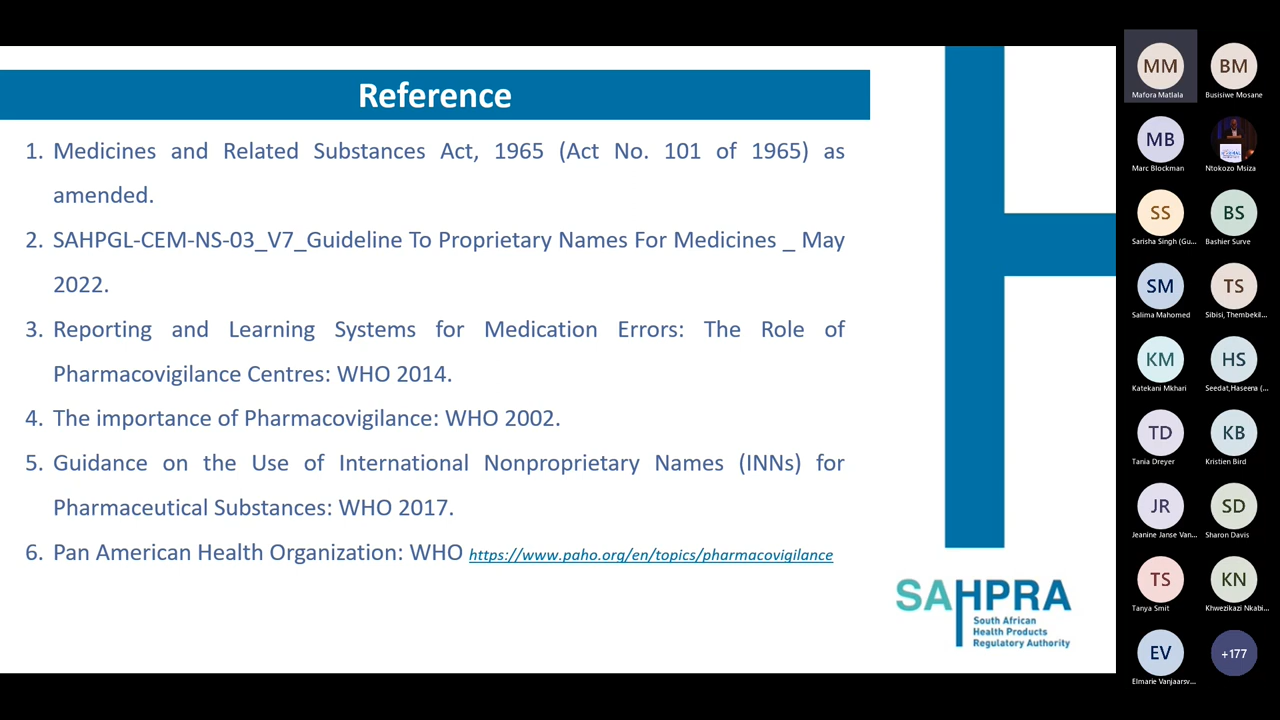 Reference
1. Medicines and Related Substances Act, 1965 (Act No. 101 of 1965) as
amended.
2. SAHPGL-CEM-NS-03_V7_Guideline To Proprietary Names For Medicines _ May
2022.
3. Reporting and Learning Systems for Medication Errors: The Role of
Pharmacovigilance Centres: WHO 2014.
4. The importance of Pharmacovigilance: WHO 2002.
5. Guidance on the Use of International Nonproprietary Names (INNs) for
Pharmaceutical Substances: WHO 2017.
6. Pan American Health Organization: WHO https://www.paho.org/en/topics/pharmacovigilance
SAHPRA
South African
Health Products
Regulatory Authority
MM BM
Mafora Matlala Busisiwe Mosane
MB
Marc Blockman Ntokozo Msiza
SS BS
Sarisha Singh (Gu... Bashier Surve
SM TS
Salima Mahomed Sibisi, Thembekil...
KM HS
Katekani Mkhari Seedat,Haseena (...
TD KB
Tania Dreyer Kristien Bird
JR SD
Jeanine Janse Van... Sharon Davis
TS KN
Tanya Smit Khwezikazi Nkabi...
EV +177
Elmarie Vanjaarsv...